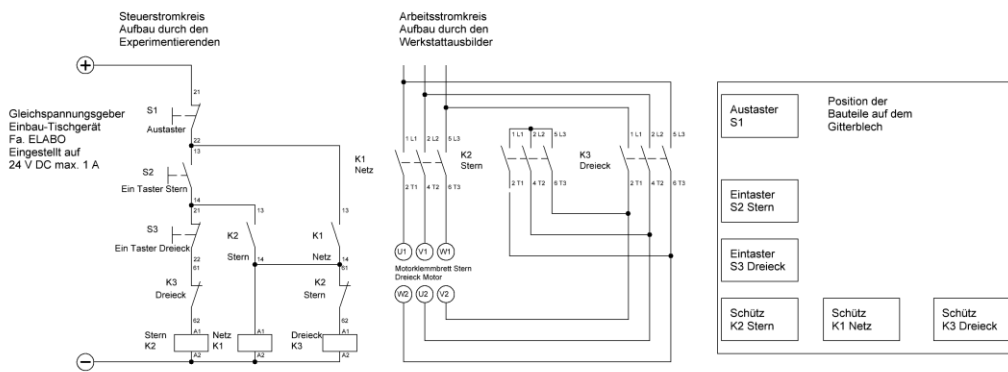 Steuerstromkreis
Aufbau durch den
Experimentierenden
Arbeitsstromkreis
Aufbau durch den
Werkstattausbilder
Gleichspannungsgeber
Einbau-Tischgerät
Fa. ELABO
Eingestellt auf
24 V DC max. 1 A
21
S1
Austaster
22
13
S2
Ein Taster Stern
14
21
S3
Ein Taster Dreieck
22
61
K3
Dreieck
62
Stern
K2
A1
A2
13
K2
Stern
14
Netz
K1
A1
A2
13
K1
Netz
14
61
K2
Stern
62
Dreieck
K3
A1
A2
K1
Netz
1 L1
2 L2
5 L3
2 T1
4 T2
6 T3
K2
Stern
1 L1
2 L2
5 L3
2 T1
4 T2
6 T3
K3
Dreieck
1 L1
2 L2
5 L3
2 T1
4 T2
6 T3
U1
V1
W1
Motorklemmbrett Stern
Dreieck Motor
W2
U2
V2
Austaster
S1
Position der
Bauteile auf dem
Gitterblech
Eintaster
S2 Stern
Eintaster
S3 Dreieck
Schütz
K2 Stern
Schütz
K1 Netz
Schütz
K3 Dreieck